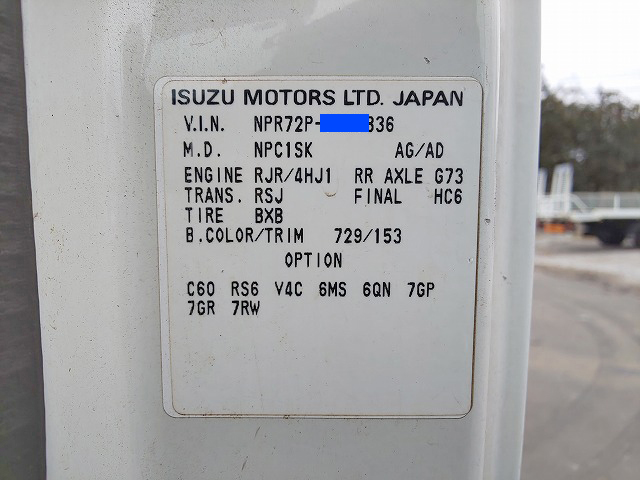 ISUZU MOTORS LTD. JAPAN
V.I.N. NPR72P- 336
M.D. NPC1SK AG/AD
ENGINE RJR/4HJ1 RR AXLE G73
TRANS. RSJ FINAL HC6
TIRE BXB
B.COLOR/TRIM 729/153
OPTION
C60 RS6 V4C 6MS 6QN 7GP
7GR 7RW